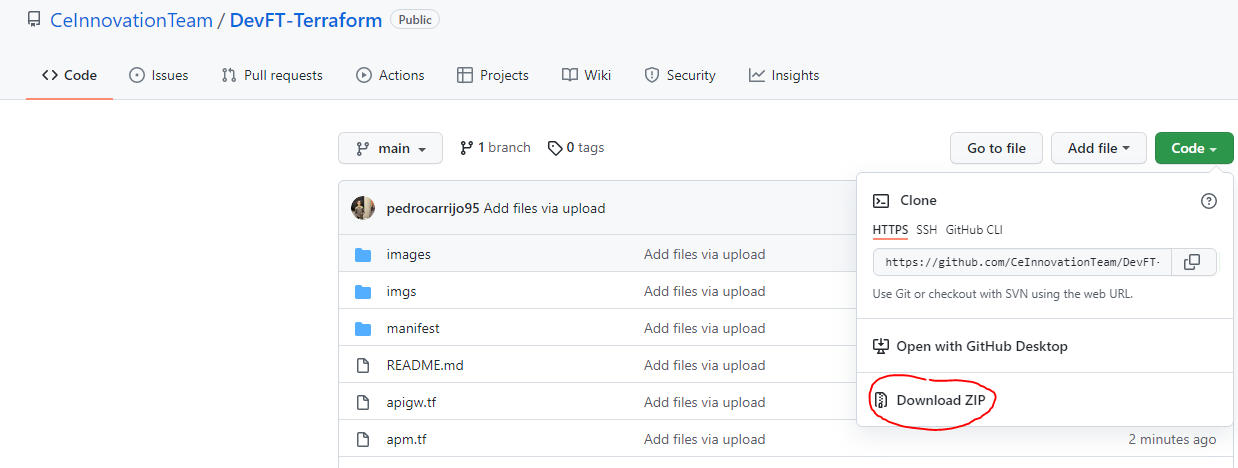 CeInnovationTeam / DevFT-Terraform Public
Code Issues Pull requests Actions Projects Wiki Security Insights
main 1 branch 0 tags Go to file Add file Code
pedrocarrijo95 Add files via upload
images Add files via upload
imgs Add files via upload
manifest Add files via upload
README.md Add files via upload
apigw.tf Add files via upload
apm.tf Add files via upload 2 minutes ago
Clone
HTTPS SSH GitHub CLI
https://github.com/CeInnovationTeam/DevFT-
Use Git or checkout with SVN using the web URL.
Open with GitHub Desktop
Download ZIP